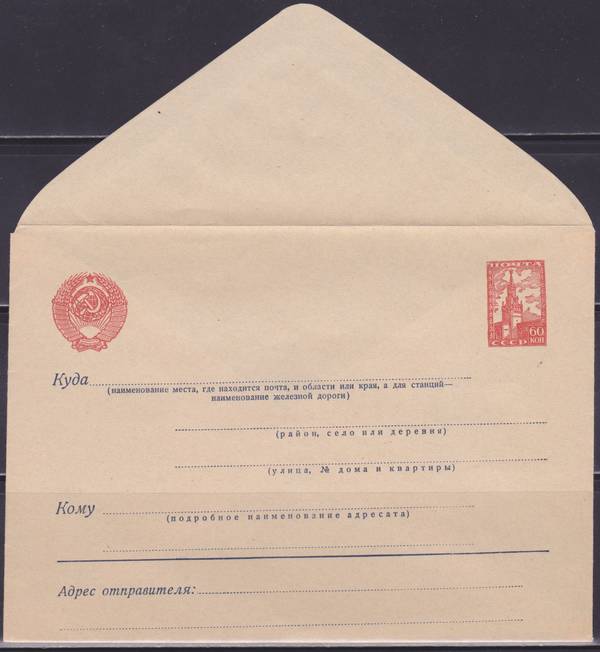 ПОЧТА
60
СССР КОП
Куда
(наименование места, где находится почта, и области или края, а для станций—
наименование железной дороги)
(район, село или деревня)
(улица, № дома и квартиры)
Кому
(подробное наименование адресата)
Адрес отправителя: